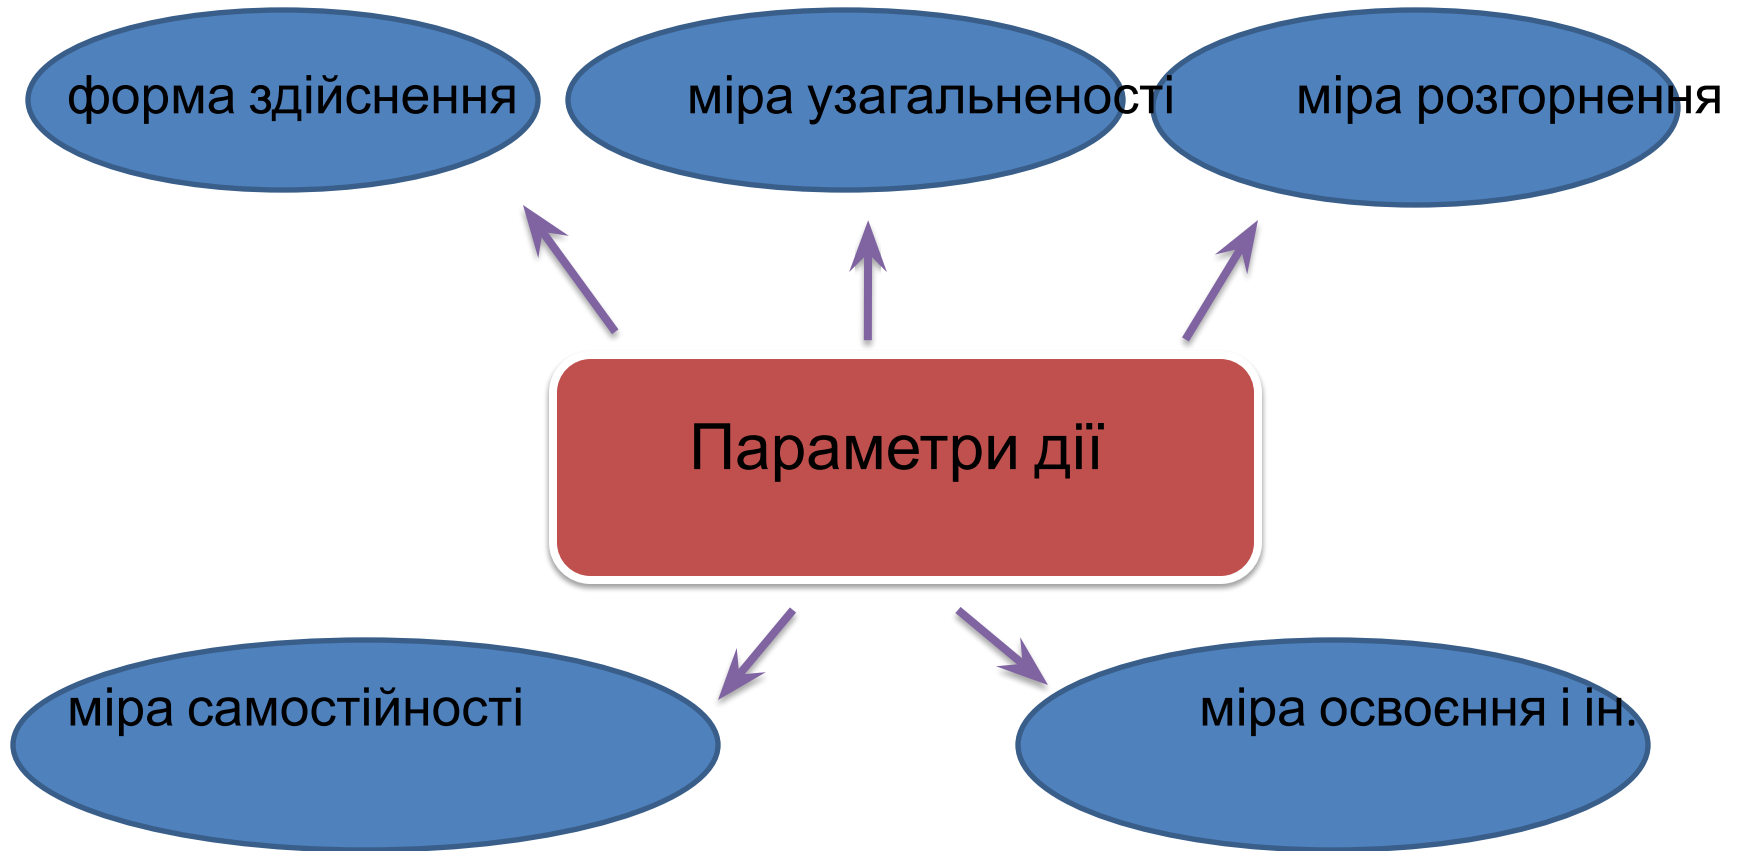 форма здійснення
міра узагальненості
міра розгорнення
Параметри дії
міра самостійності
міра освоєння і ін.